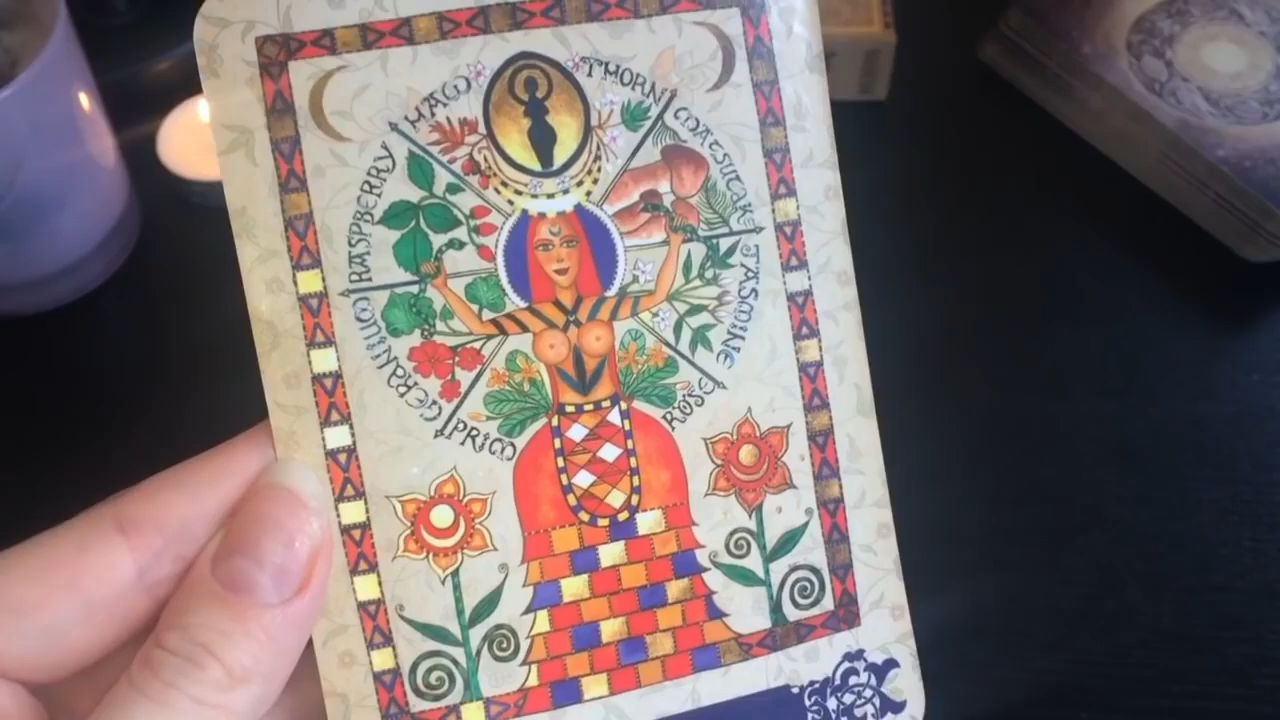 HAW
THORN
MATSUTAKE
JASMINE
ROSE
PRIM
GERANIUM
RASPBERRY